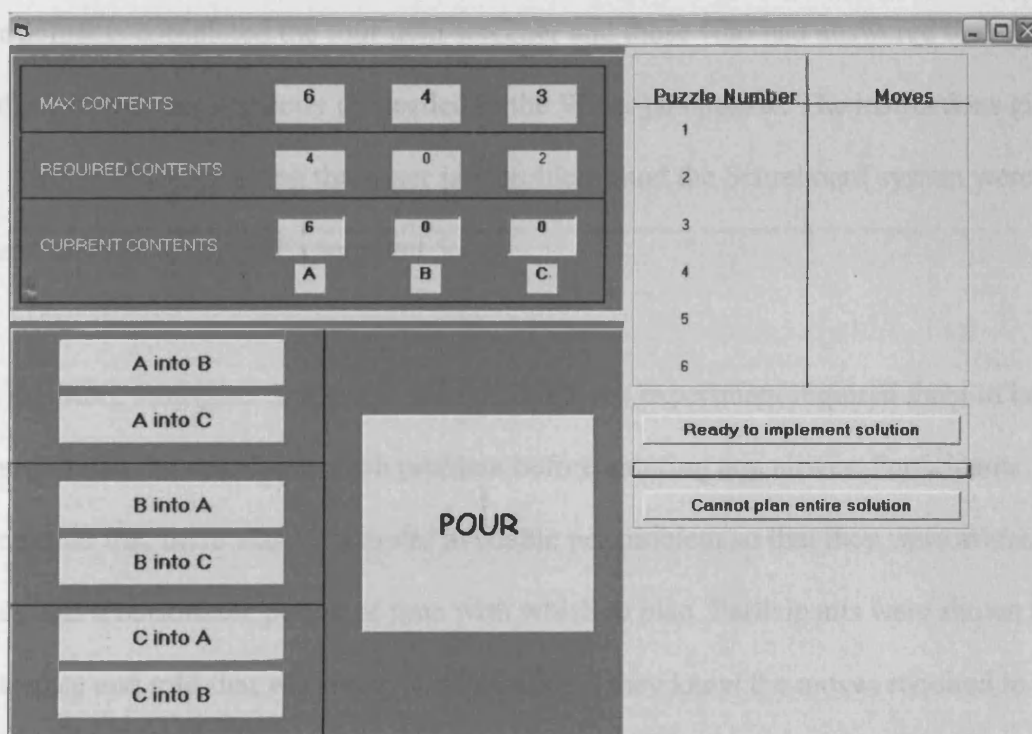 MAX CONTENTS 6 4 3
REQUIRED CONTENTS 4 0 2
CURRENT CONTENTS 6 0 0
A B C
Puzzle Number Moves
1
3
4
5
6
A into B
A into C
B into A
B into C
C into A
C into B
POUR
Ready to implement solution
Cannot plan entire solution